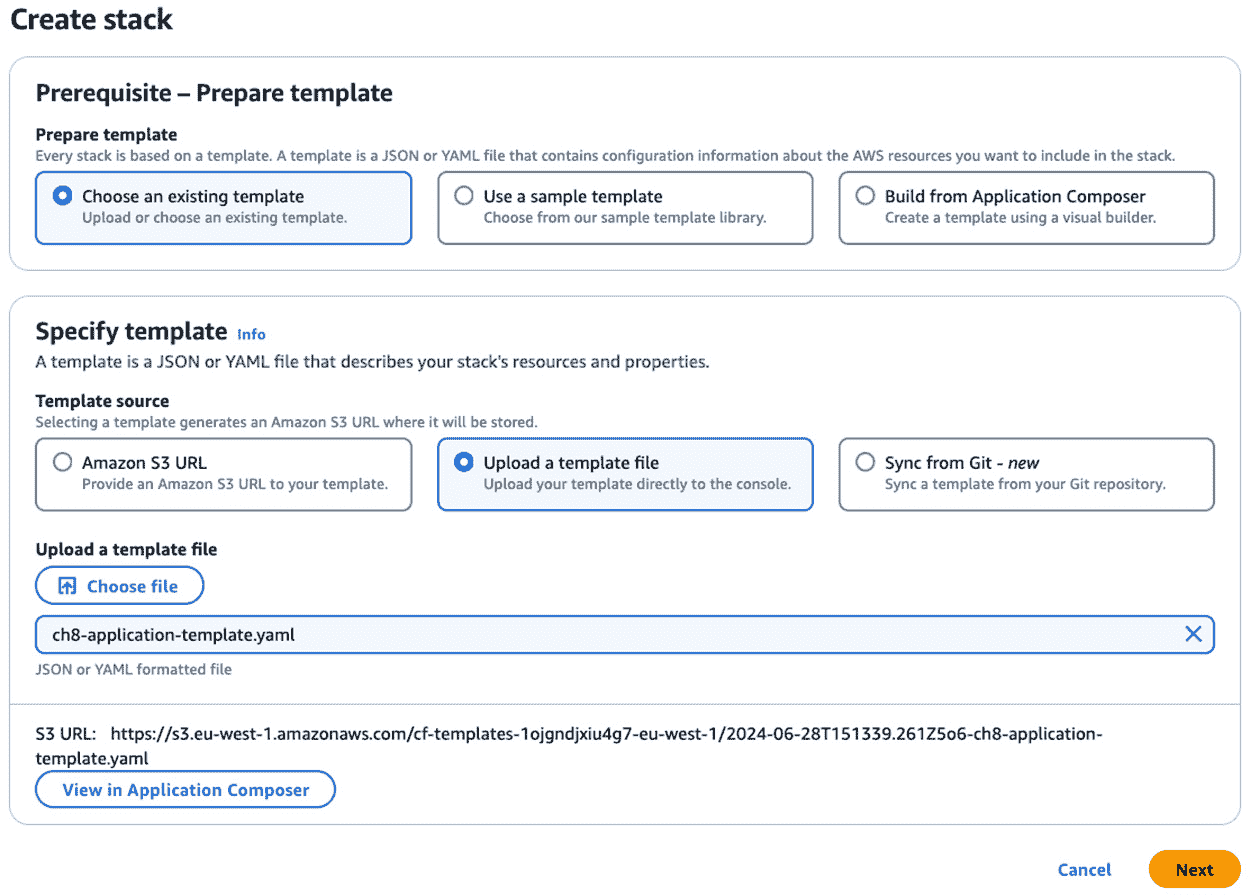 Create stack
Prerequisite – Prepare template
Prepare template
Every stack is based on a template. A template is a JSON or YAML file that contains configuration information about the AWS resources you want to include in the stack.
Choose an existing template
Upload or choose an existing template.
Use a sample template
Choose from our sample template library.
Build from Application Composer
Create a template using a visual builder.
Specify template Info
A template is a JSON or YAML file that describes your stack's resources and properties.
Template source
Selecting a template generates an Amazon S3 URL where it will be stored.
Amazon S3 URL
Provide an Amazon S3 URL to your template.
Upload a template file
Upload your template directly to the console.
Sync from Git - new
Sync a template from your Git repository.
Upload a template file
Choose file
ch8-application-template.yaml
JSON or YAML formatted file
S3 URL: https://s3.eu-west-1.amazonaws.com/cf-templates-1ojgndjxiu4g7-eu-west-1/2024-06-28T151339.261Z5o6-ch8-application-
template.yaml
View in Application Composer
Cancel
Next